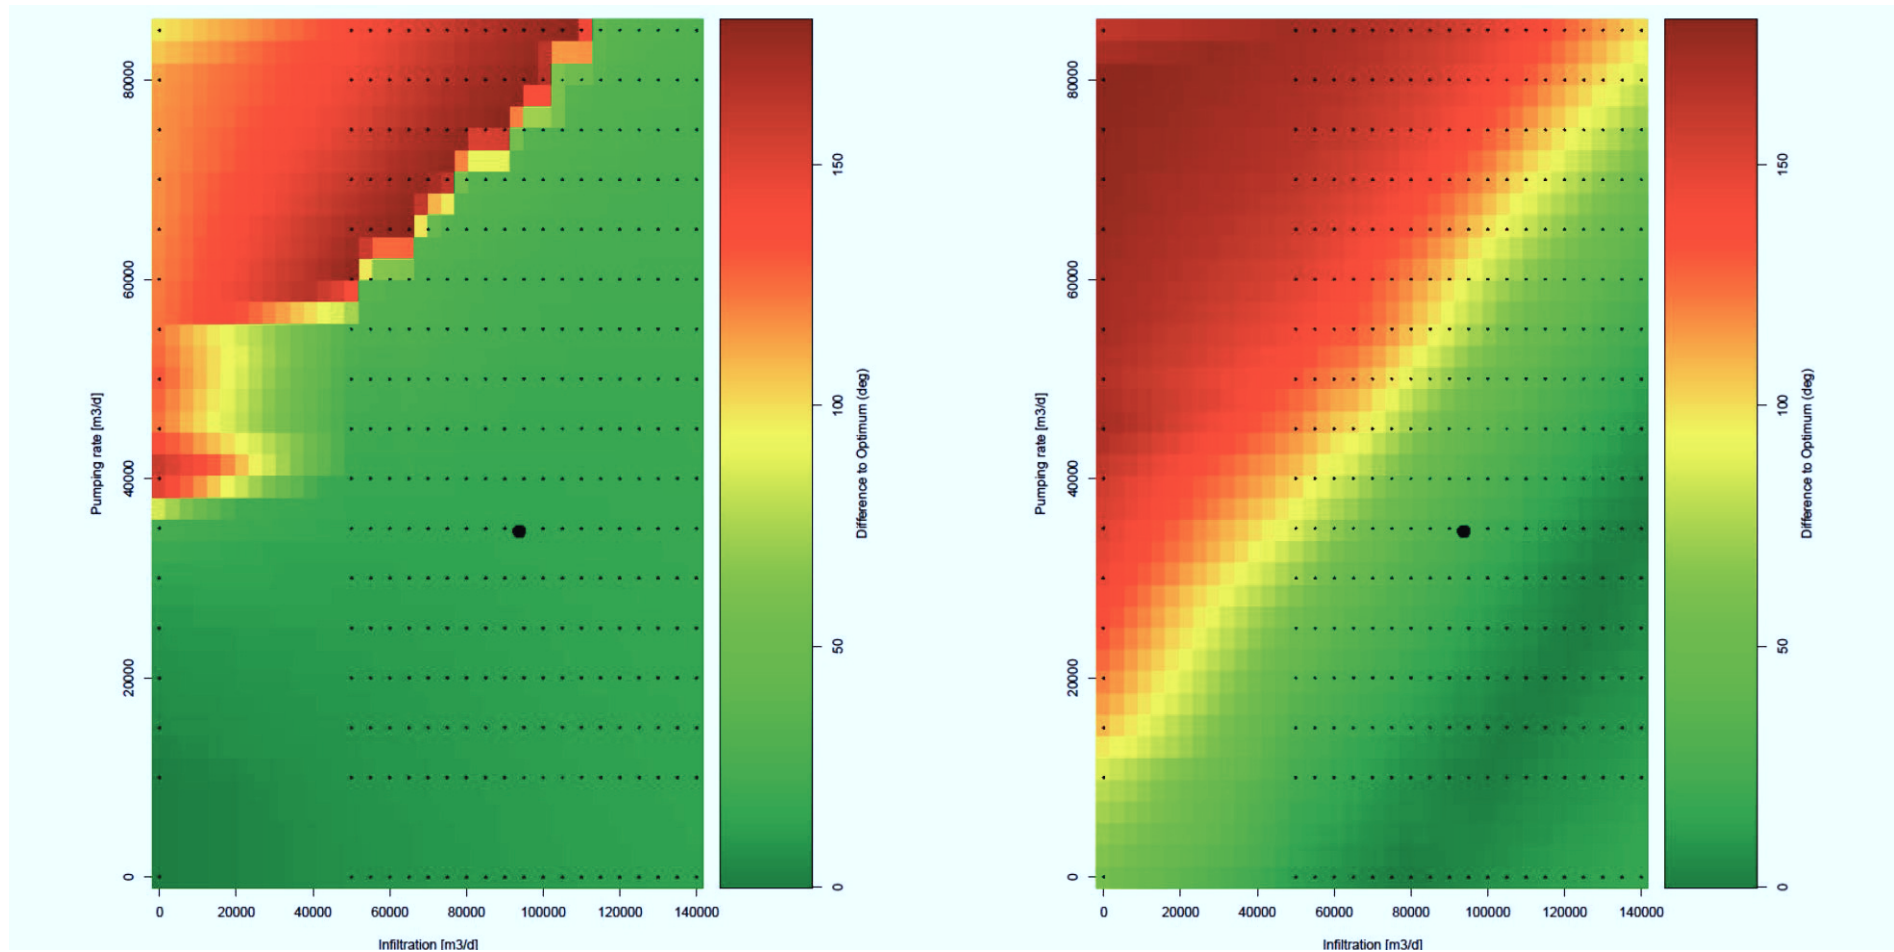 80000
60000
40000
20000
0
Pumping rate [m3/d]
0 20000 40000 60000 80000 100000 120000 140000
Infiltration [m3/d]
150
100
50
0
Difference to Optimum (deg)
80000
60000
40000
20000
0
Pumping rate [m3/d]
0 20000 40000 60000 80000 100000 120000 140000
Infiltration [m3/d]
150
100
50
0
Difference to Optimum (deg)